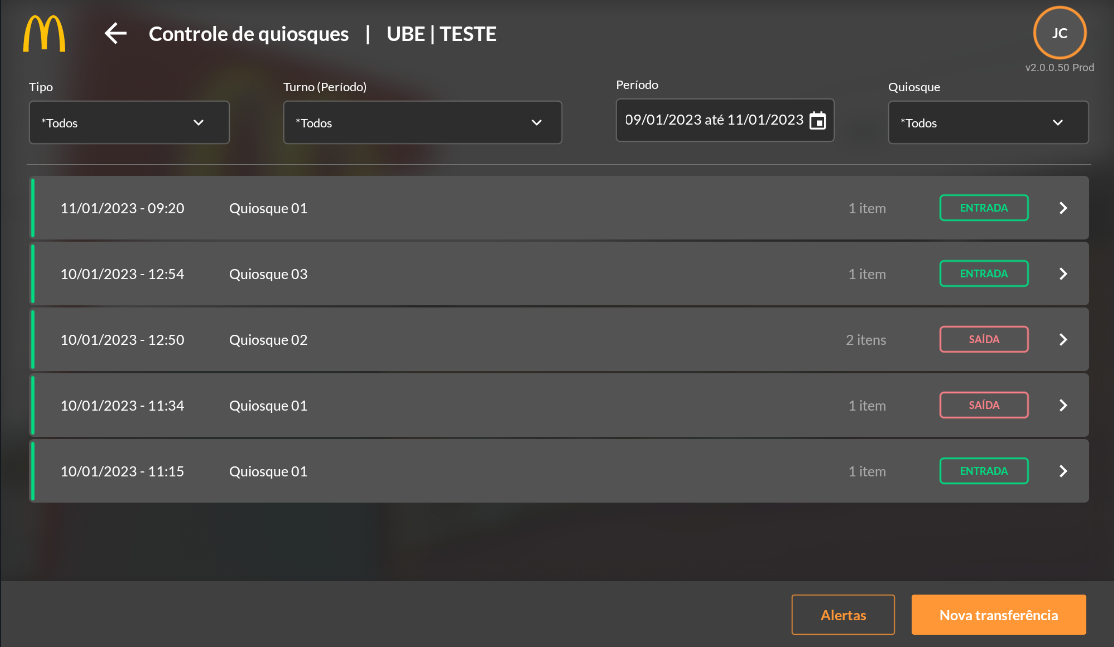 Controle de quiosques | UBE | TESTE
JC
v2.0.0.50 Prod
Tipo
*Todos
Turno (Período)
*Todos
Período
09/01/2023 até 11/01/2023
Quiosque
*Todos
11/01/2023 - 09:20 Quiosque 01 1 item ENTRADA
10/01/2023 - 12:54 Quiosque 03 1 item ENTRADA
10/01/2023 - 12:50 Quiosque 02 2 itens SAÍDA
10/01/2023 - 11:34 Quiosque 01 1 item SAÍDA
10/01/2023 - 11:15 Quiosque 01 1 item ENTRADA
Alertas
Nova transferência